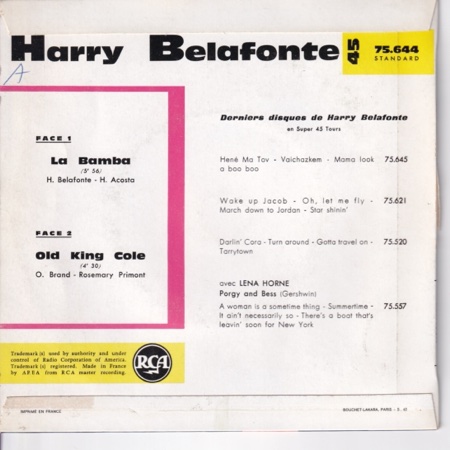 Harry Belafonte
45
75.644
STANDARD
A
FACE 1
La Bamba
(5' 56)
H. Belafonte - H. Acosta
FACE 2
Old King Cole
(4' 30)
O. Brand - Rosemary Primont
Derniers disques de Harry Belafonte
en Super 45 Tours
Hené Ma Tov - Vaichazkem - Mama look 75.645
a boo boo
Wake up Jacob - Oh, let me fly - 75.621
March down to Jordan - Star shinin'
Darlin' Cora - Turn around - Gotta travel on - 75.520
Tarrytown
avec LENA HORNE
Porgy and Bess (Gershwin)
A woman is a sometime thing - Summertime - 75.557
It ain't necessarily so - There's a boat that's
leavin' soon for New York
Trademark (s) used by authority and under
control of Radio Corporation of America.
Trademark (s) registered. Made in France
by AREA from RCA master recording.
RCA
IMPRIMÉ EN FRANCE
DOUCHET-LAKARA, PARIS - E. 62